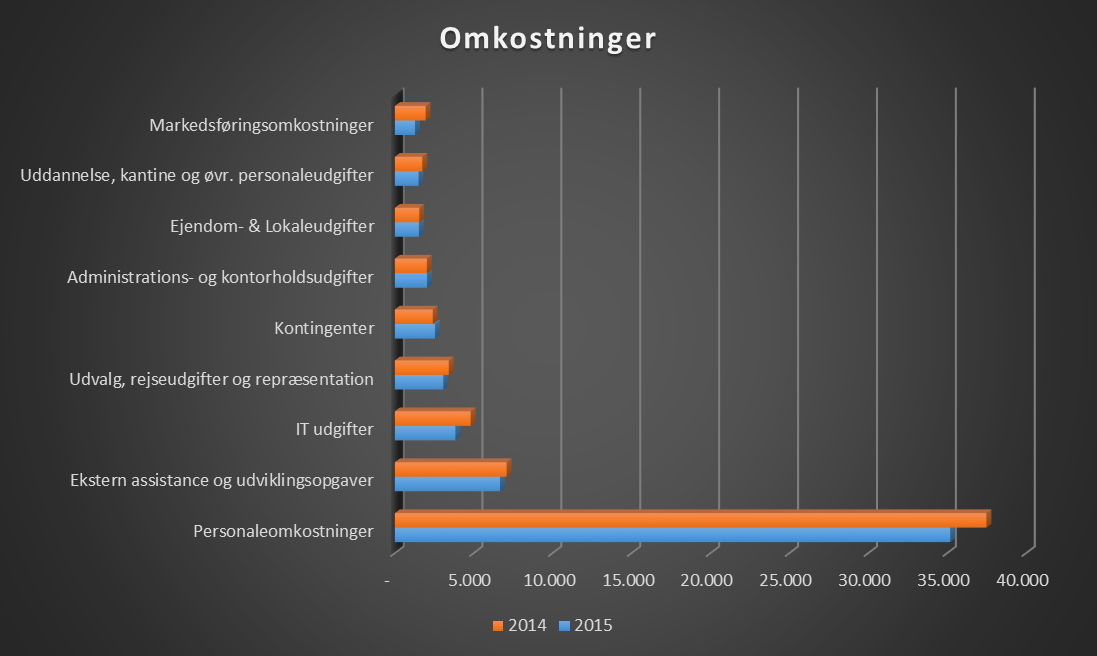 Omkostninger
Markedsføringsomkostninger
Uddannelse, kantine og øvr. personaleudgifter
Ejendom- & Lokaleudgifter
Administrations- og kontorholdsudgifter
Kontingenter
Udvalg, rejseudgifter og repræsentation
IT udgifter
Ekstern assistance og udviklingsopgaver
Personaleomkostninger
- 5.000 10.000 15.000 20.000 25.000 30.000 35.000 40.000
2014 2015